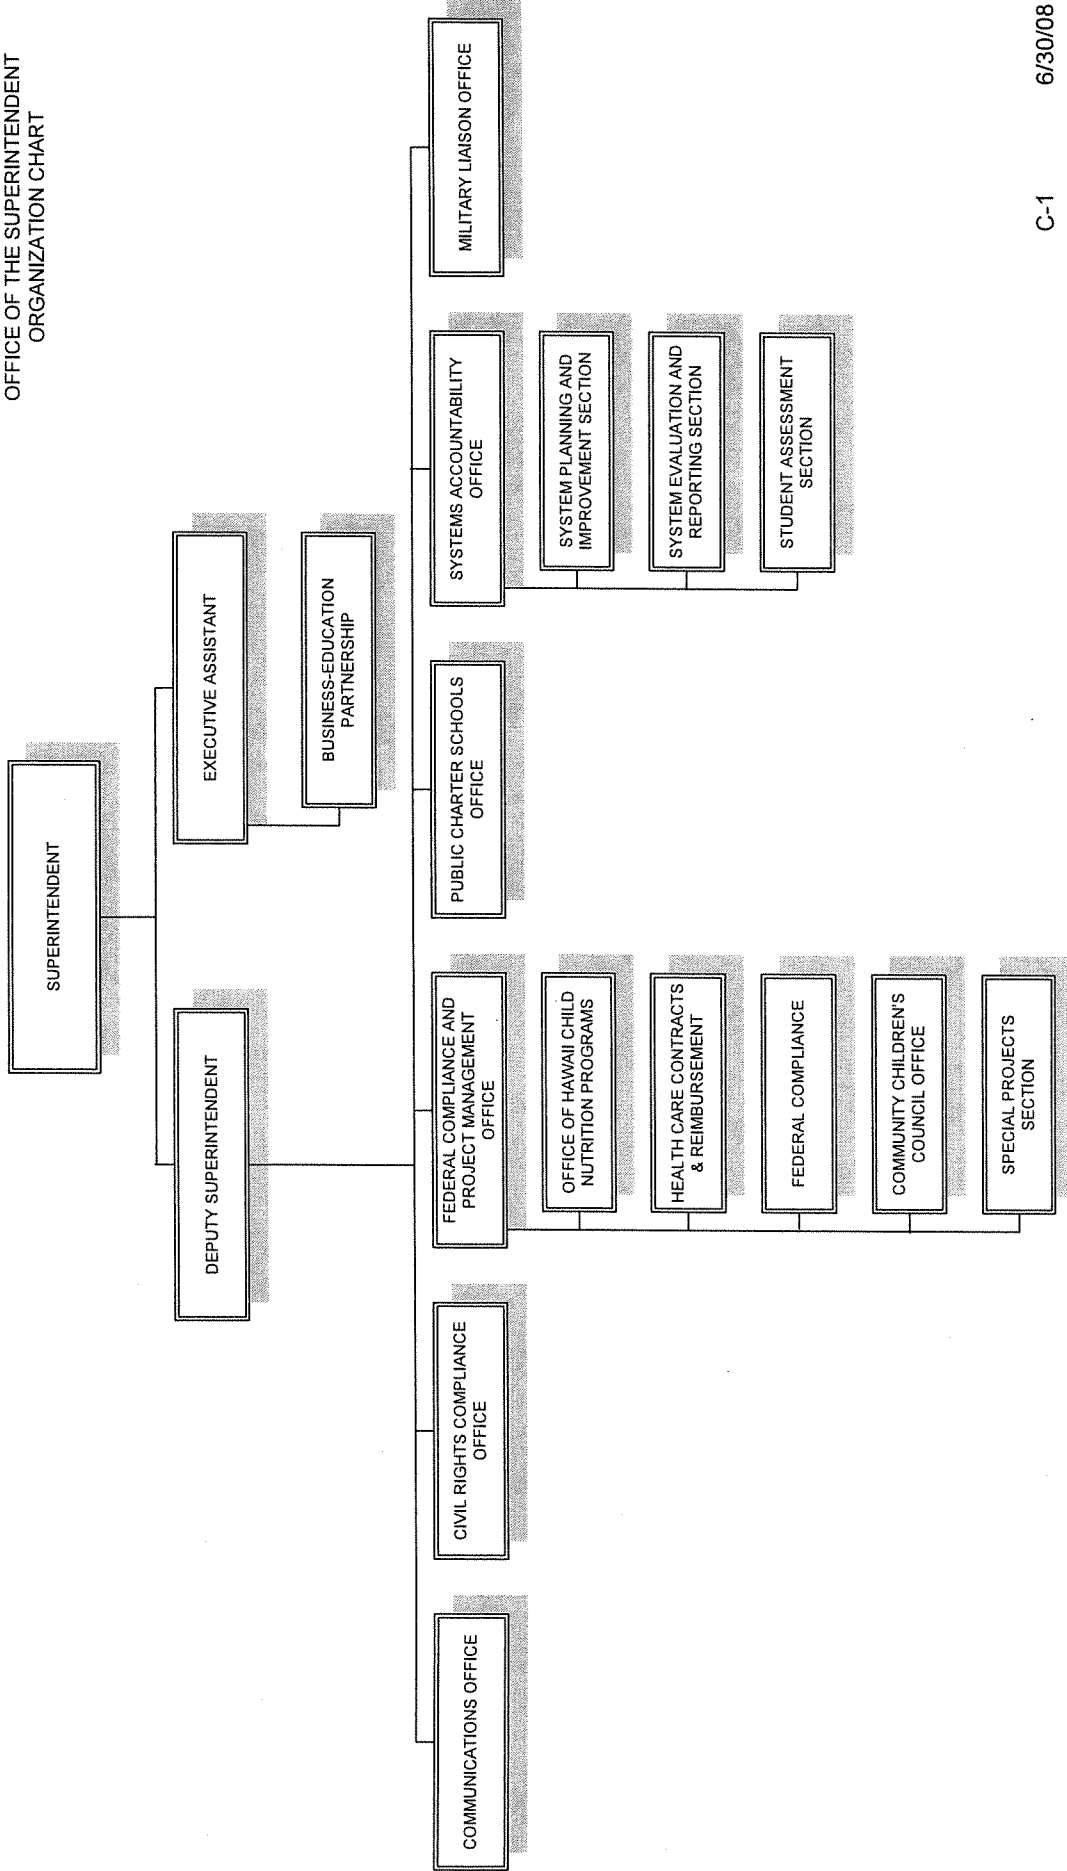 OFFICE OF THE SUPERINTENDENT
ORGANIZATION CHART
SUPERINTENDENT
DEPUTY SUPERINTENDENT
EXECUTIVE ASSISTANT
BUSINESS-EDUCATION
PARTNERSHIP
COMMUNICATIONS OFFICE
CIVIL RIGHTS COMPLIANCE
OFFICE
FEDERAL COMPLIANCE AND
PROJECT MANAGEMENT
OFFICE
OFFICE OF HAWAII CHILD
NUTRITION PROGRAMS
HEALTH CARE CONTRACTS
& REIMBURSEMENT
FEDERAL COMPLIANCE
COMMUNITY CHILDREN'S
COUNCIL OFFICE
SPECIAL PROJECTS
SECTION
PUBLIC CHARTER SCHOOLS
OFFICE
SYSTEMS ACCOUNTABILITY
OFFICE
SYSTEM PLANNING AND
IMPROVEMENT SECTION
SYSTEM EVALUATION AND
REPORTING SECTION
STUDENT ASSESSMENT
SECTION
MILITARY LIAISON OFFICE
C-1
6/30/08